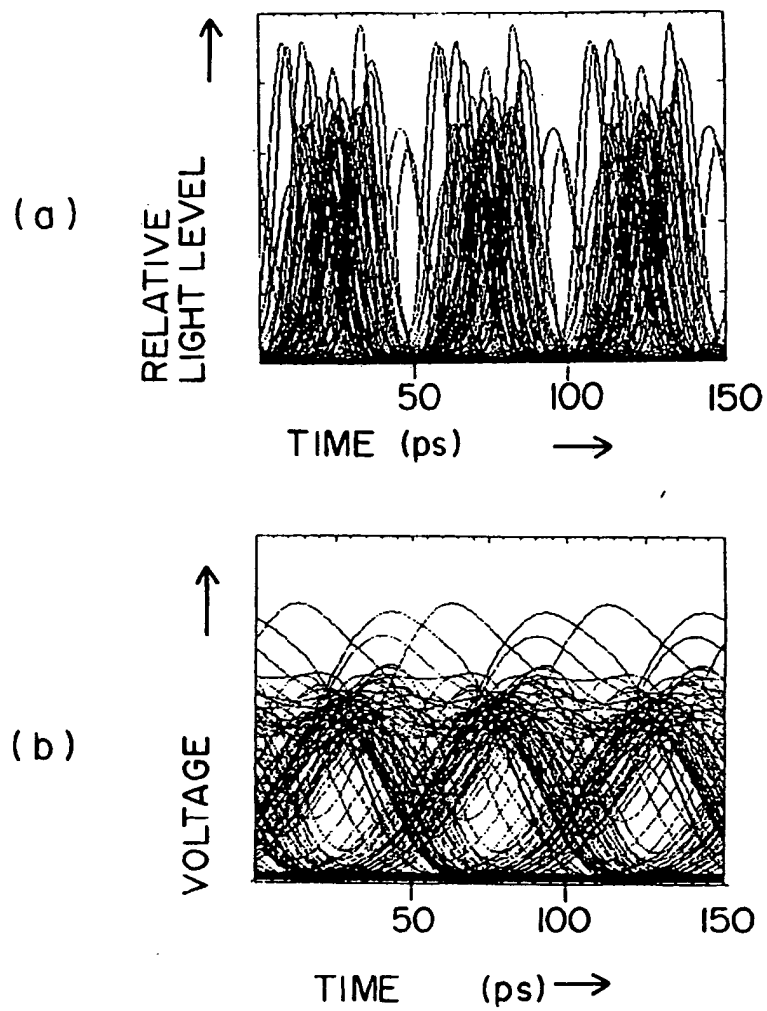 (a)
RELATIVE
LIGHT LEVEL
50 100 150
TIME (ps)
(b)
VOLTAGE
50 100 150
TIME (ps)